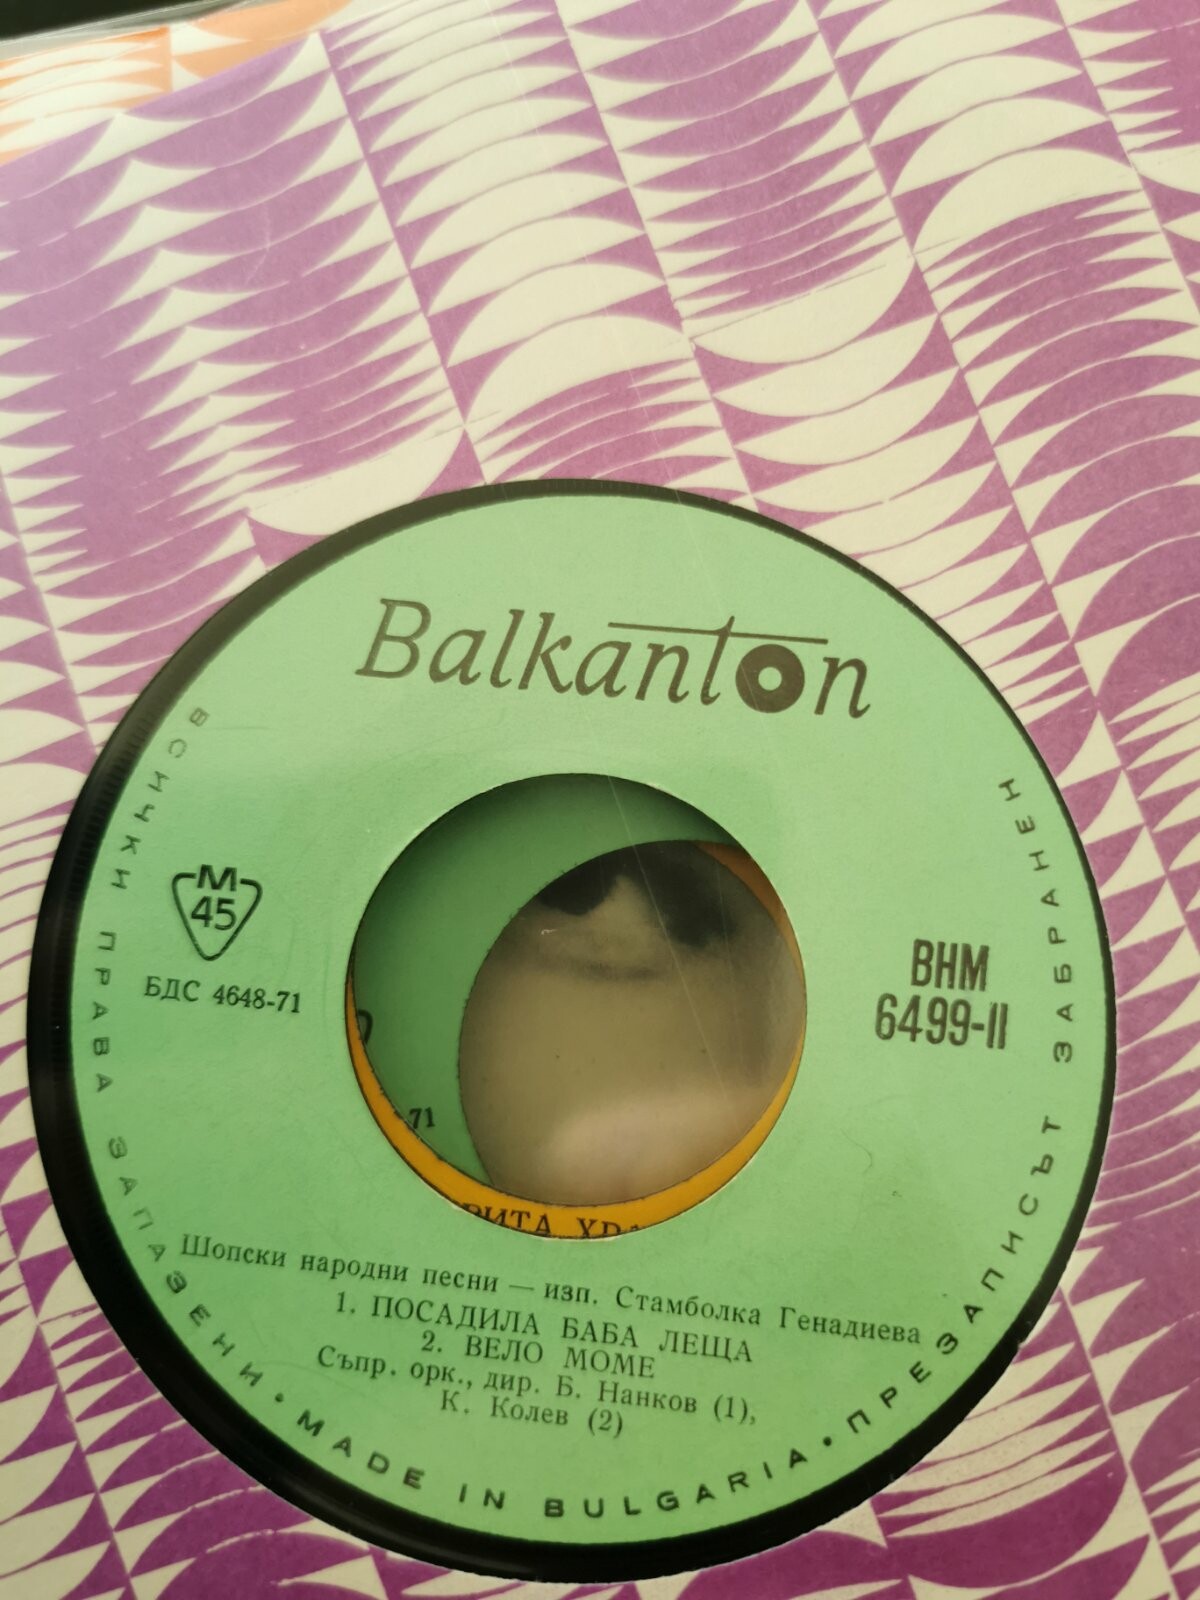 Balkanton
М
45
БДС 4648-71
ВНМ
6499-II
71
Шопски народни песни — изп. Стамболка Генадиева
1. ПОСАДИЛА БАБА ЛЕЩА
2. ВЕЛО МОМЕ
Съпр. орк., дир. Б. Нанков (1),
К. Колев (2)
ВСИЧКИ ПРАВА ЗАПАЗЕНИ • MADE IN BULGARIA • ПРЕЗАПИСЪТ ЗАБРАНЕН